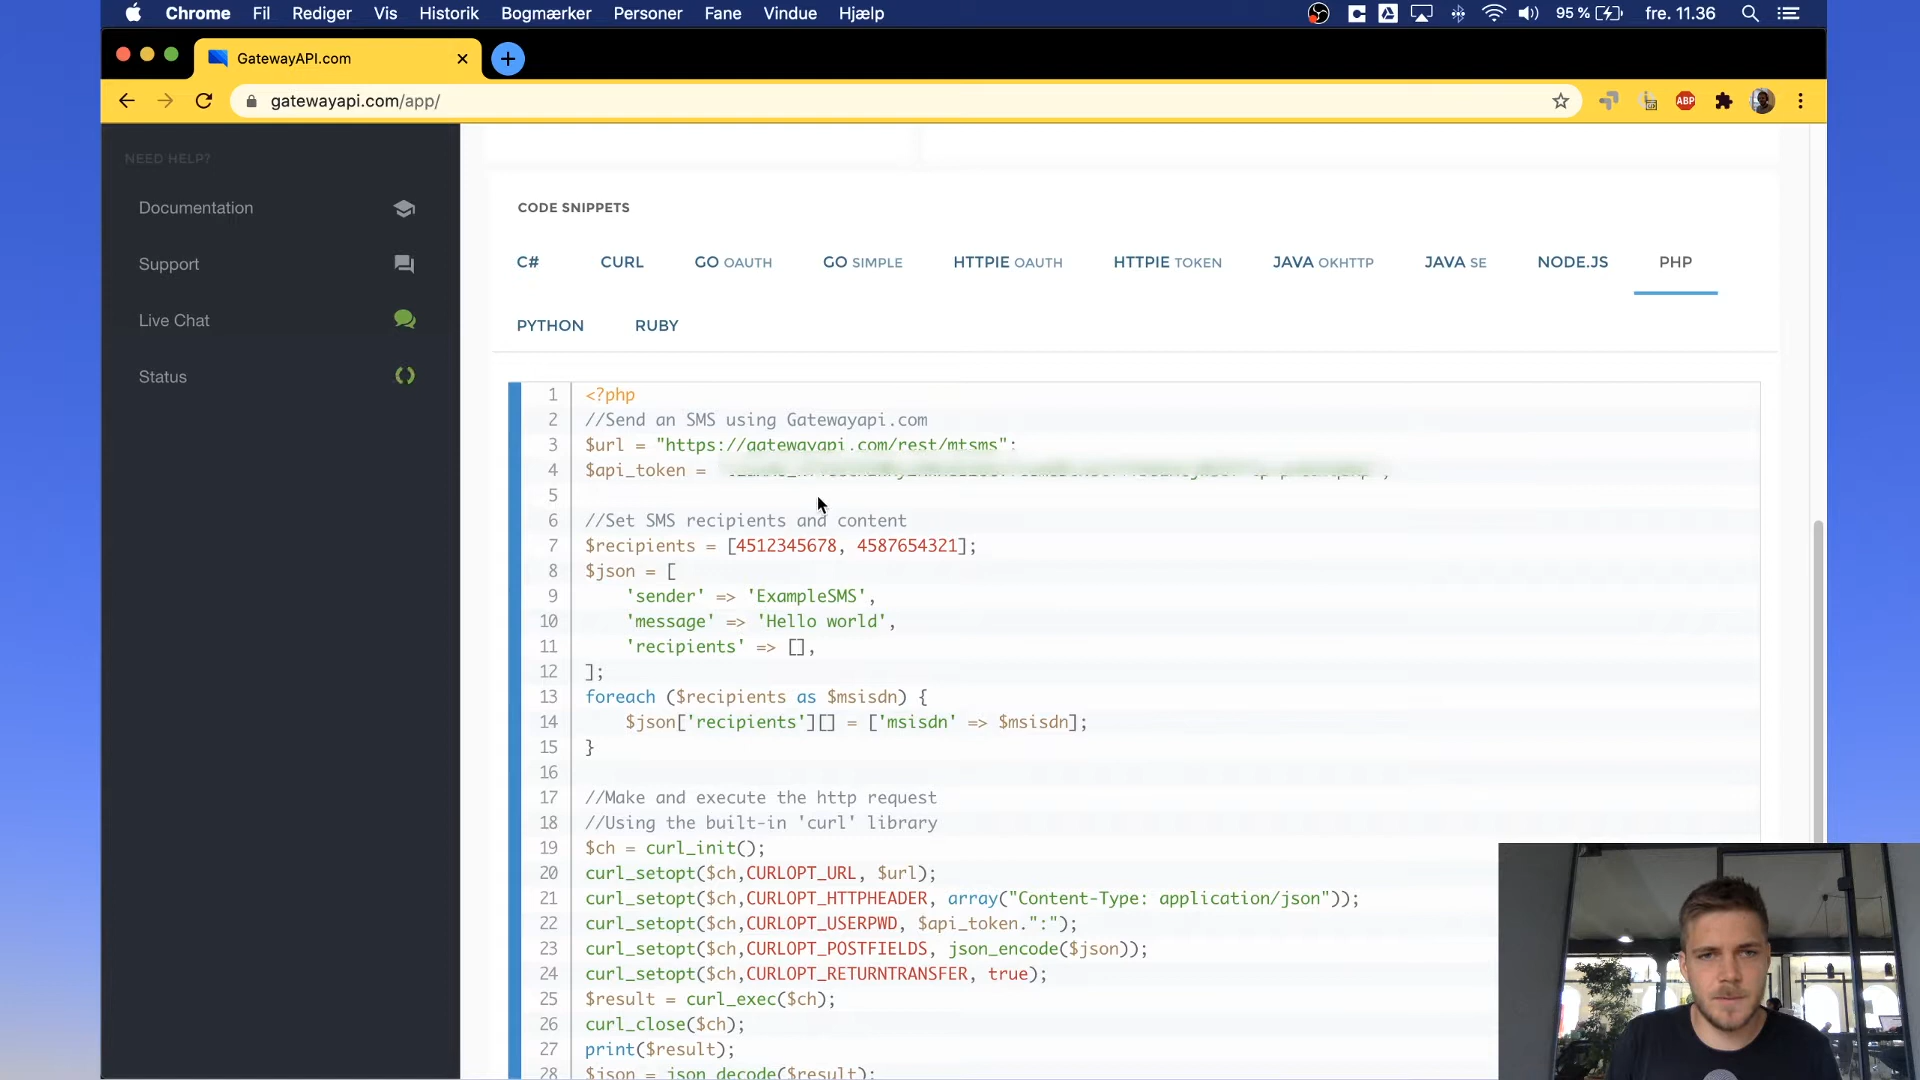 Chrome Fil Rediger Vis Historik Bogmærker Personer Fane Vindue Hjælp 95 % fre. 11.36
GatewayAPI.com
gatewayapi.com/app/
ABP
NEED HELP?
Documentation
Support
Live Chat
Status
CODE SNIPPETS
C# CURL GO OAUTH GO SIMPLE HTTPIE OAUTH HTTPIE TOKEN JAVA OKHTTP JAVA SE NODE.JS PHP
PYTHON RUBY
1 <?php
2 //Send an SMS using Gatewayapi.com
3 $url = "https://gatewayapi.com/rest/mtsms";
4 $api_token =
5
6 //Set SMS recipients and content
7 $recipients = [4512345678, 4587654321];
8 $json = [
9 'sender' => 'ExampleSMS',
10 'message' => 'Hello world',
11 'recipients' => [],
12 ];
13 foreach ($recipients as $msisdn) {
14 $json['recipients'][] = ['msisdn' => $msisdn];
15 }
16
17 //Make and execute the http request
18 //Using the built-in 'curl' library
19 $ch = curl_init();
20 curl_setopt($ch,CURLOPT_URL, $url);
21 curl_setopt($ch,CURLOPT_HTTPHEADER, array("Content-Type: application/json"));
22 curl_setopt($ch,CURLOPT_USERPWD, $api_token.":");
23 curl_setopt($ch,CURLOPT_POSTFIELDS, json_encode($json));
24 curl_setopt($ch,CURLOPT_RETURNTRANSFER, true);
25 $result = curl_exec($ch);
26 curl_close($ch);
27 print($result);
28 $json = json_decode($result);